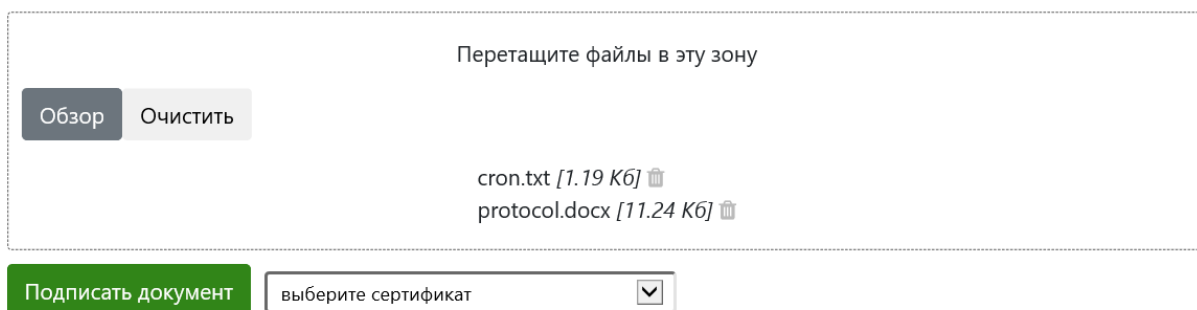 Перетащите файлы в эту зону
Обзор Очистить
cron.txt [1.19 Кб]
protocol.docx [11.24 Кб]
Подписать документ выберите сертификат